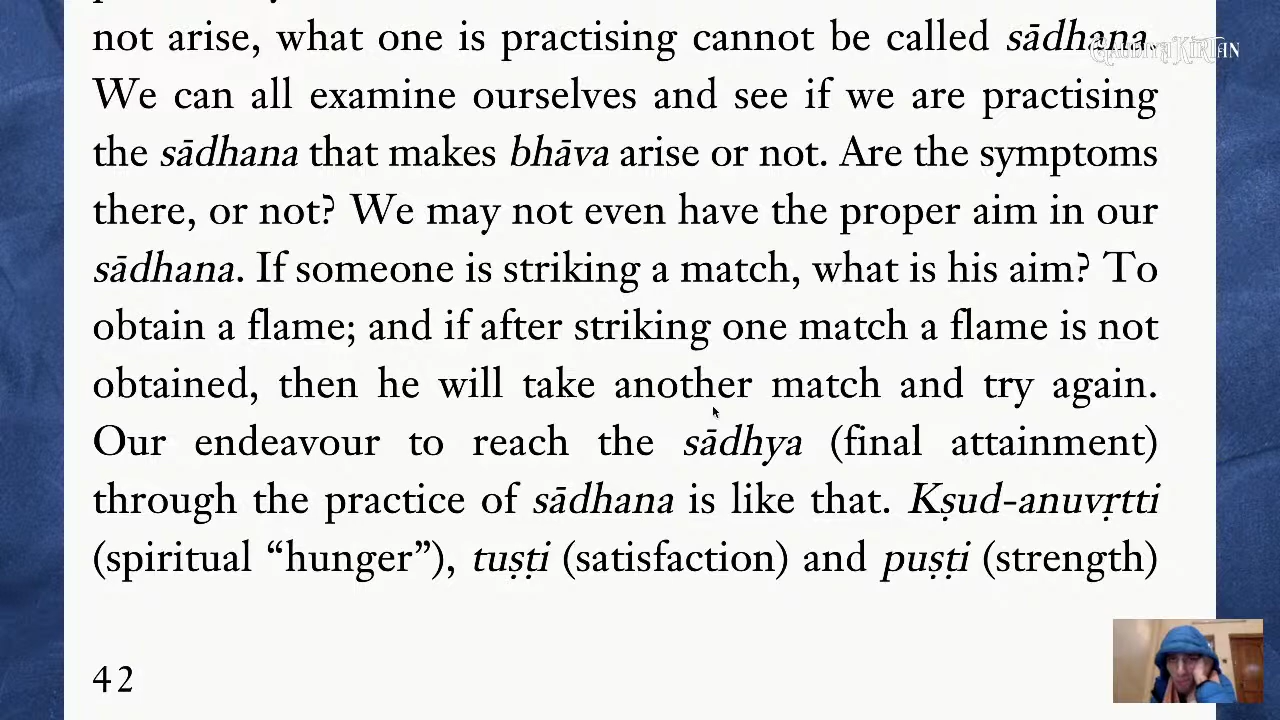 not arise, what one is practising cannot be called sādhana.
GAUDIYA KIRTAN
We can all examine ourselves and see if we are practising
the sādhana that makes bhāva arise or not. Are the symptoms
there, or not? We may not even have the proper aim in our
sādhana. If someone is striking a match, what is his aim? To
obtain a flame; and if after striking one match a flame is not
obtained, then he will take another match and try again.
Our endeavour to reach the sādhya (final attainment)
through the practice of sādhana is like that. Kṣud-anuvṛtti
(spiritual “hunger”), tuṣṭi (satisfaction) and puṣṭi (strength)
42